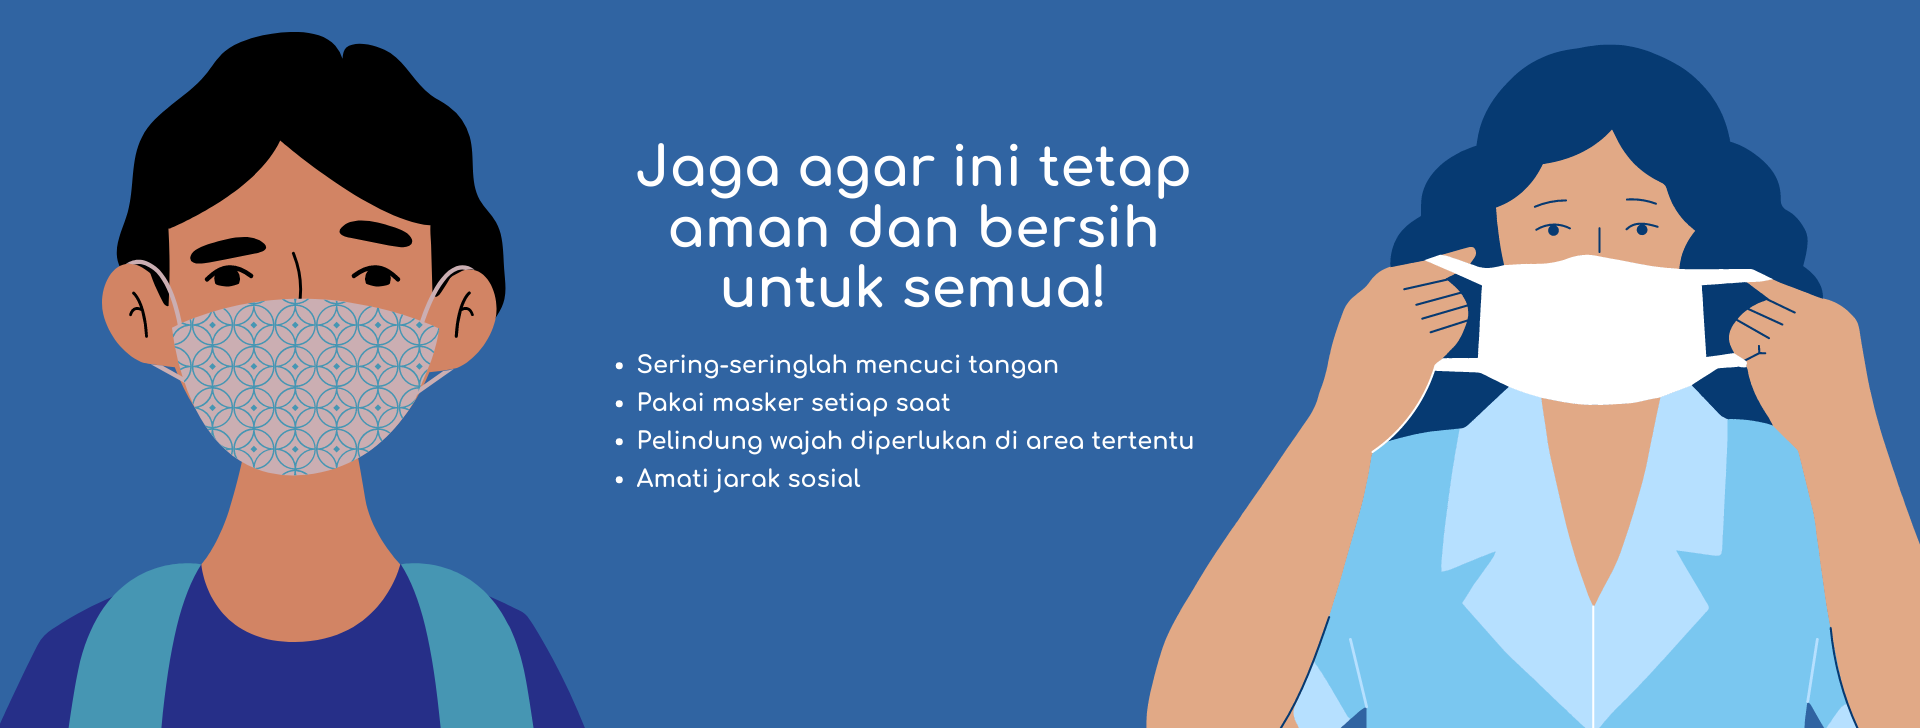 Jaga agar ini tetap
aman dan bersih
untuk semua!
• Sering-seringlah mencuci tangan
• Pakai masker setiap saat
• Pelindung wajah diperlukan di area tertentu
• Amati jarak sosial